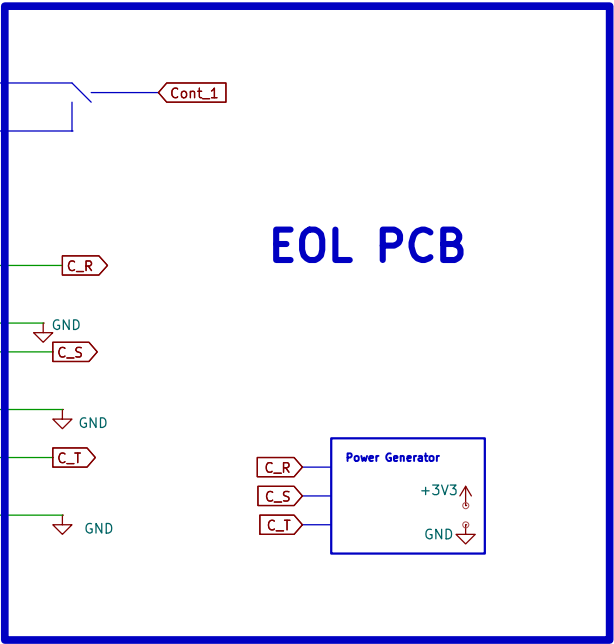 Cont_1
EOL PCB
C_R
GND
C_S
GND
C_T
GND
Power Generator
C_R
C_S
C_T
+3V3
GND